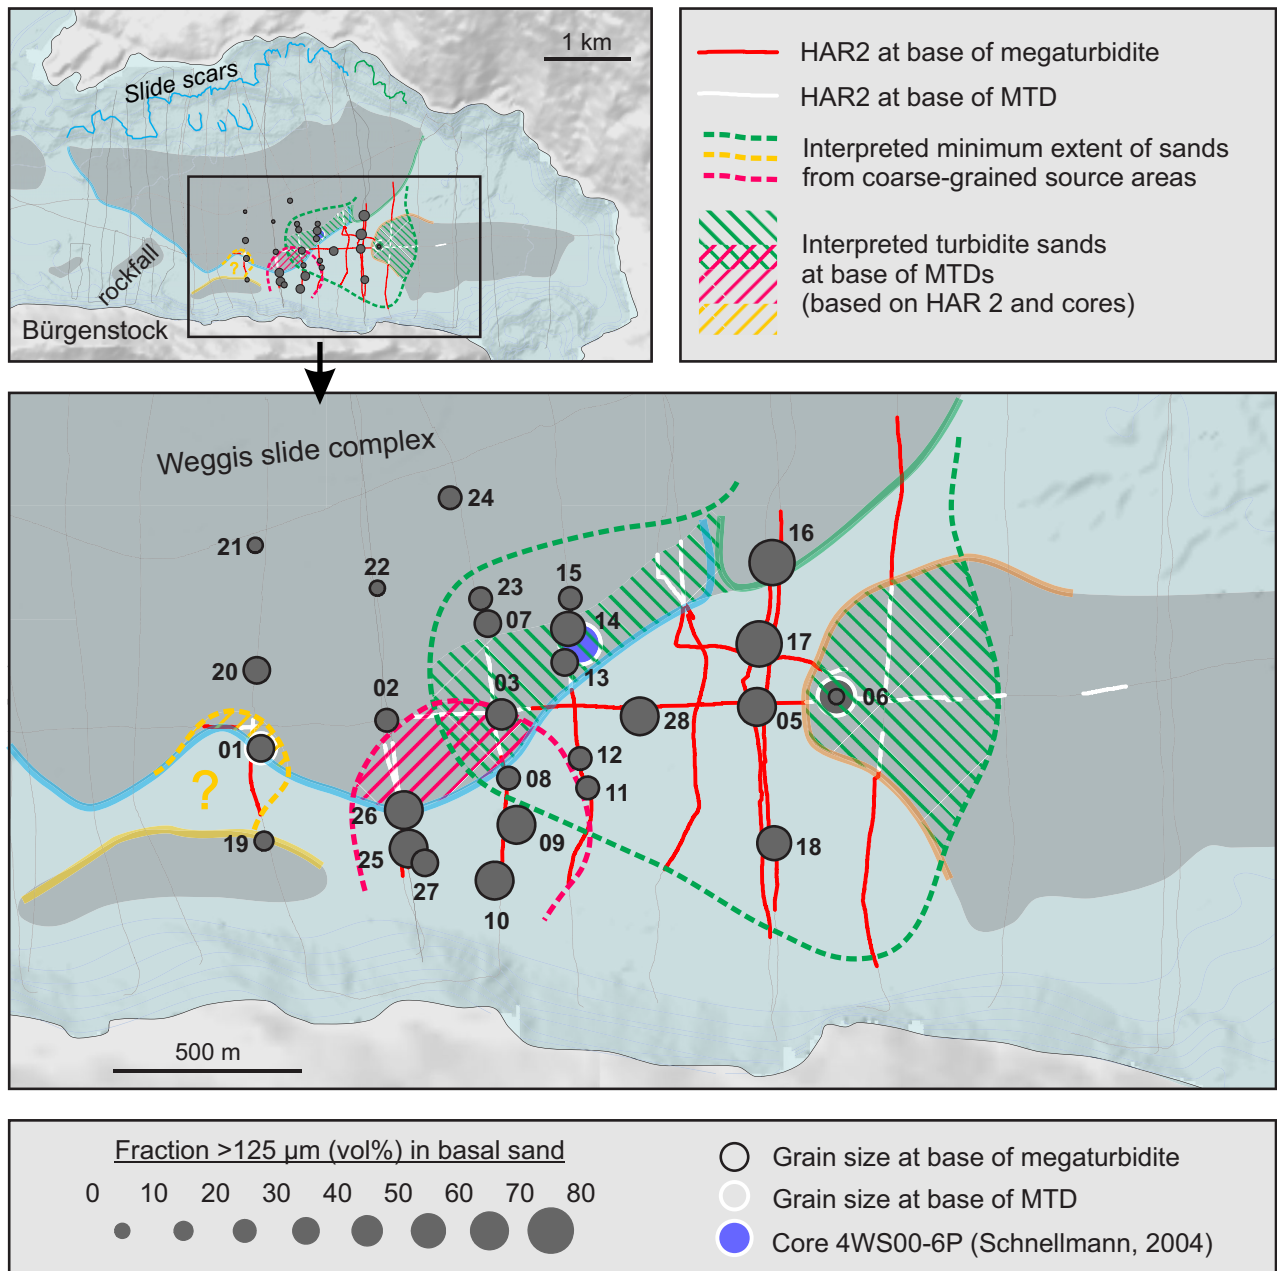 Slide scars
1 km
rockfall
?
Bürgenstock
HAR2 at base of megaturbidite
HAR2 at base of MTD
Interpreted minimum extent of sands
from coarse-grained source areas
Interpreted turbidite sands
at base of MTDs
(based on HAR 2 and cores)
Weggis slide complex
24
21
22
16
23
15
07
14
17
20
13
02
03
06
28
05
01
12
?
08
11
26
09
19
25
18
27
10
500 m
Fraction >125 µm (vol%) in basal sand
0 10 20 30 40 50 60 70 80
Grain size at base of megaturbidite
Grain size at base of MTD
Core 4WS00-6P (Schnellmann, 2004)